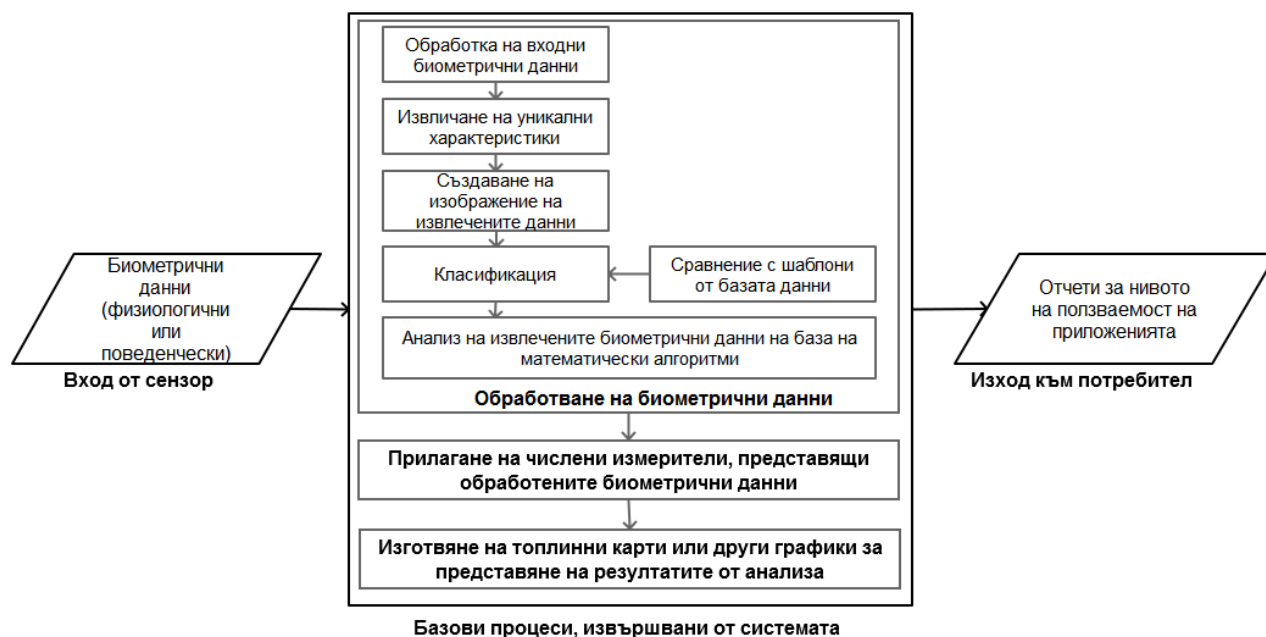 Биометрични
данни
(физиологични
или
поведенчески)
Вход от сензор
Обработка на входни
биометрични данни
Извличане на уникални
характеристики
Създаване на
изображение на
извлечените данни
Класификация
Сравнение с шаблони
от базата данни
Анализ на извлечените биометрични данни на база на
математически алгоритми
Обработване на биометрични данни
Прилагане на числени измерители, представящи
обработените биометрични данни
Изготвяне на топлинни карти или други графики за
представяне на резултатите от анализа
Базови процеси, извършвани от системата
Отчети за нивото
на ползваемост на
приложенията
Изход към потребител